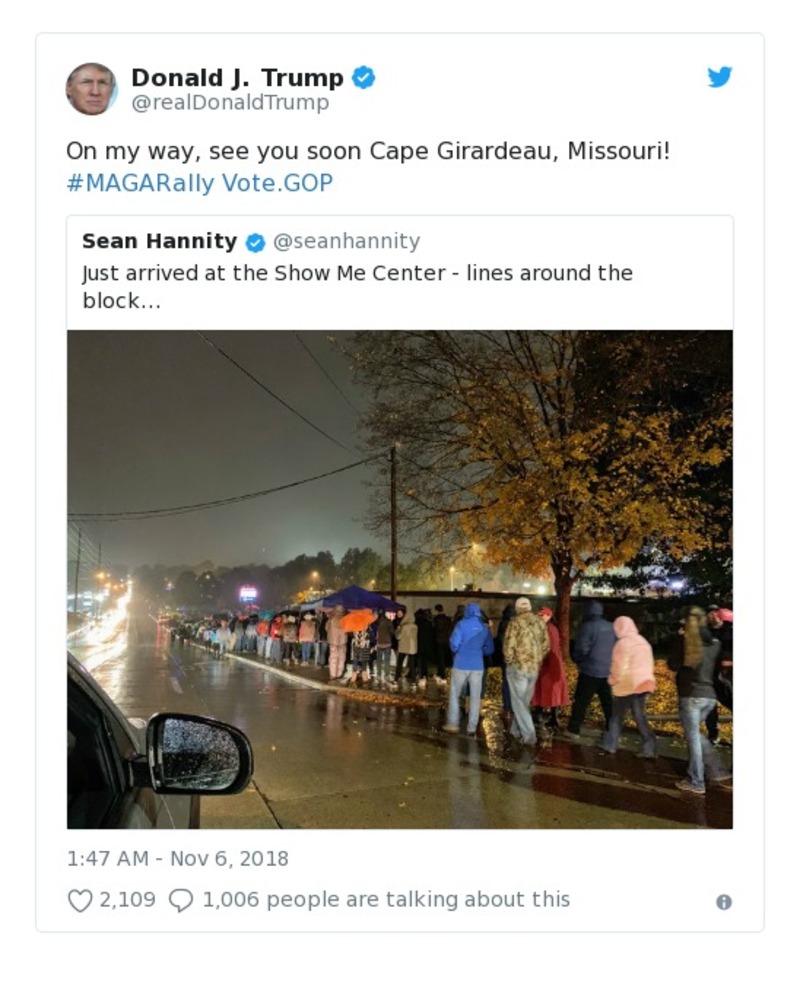 Donald J. Trump
@realDonaldTrump
On my way, see you soon Cape Girardeau, Missouri!
#MAGARally Vote.GOP
Sean Hannity @seanhannity
Just arrived at the Show Me Center - lines around the
block...
1:47 AM - Nov 6, 2018
2,109 1,006 people are talking about this